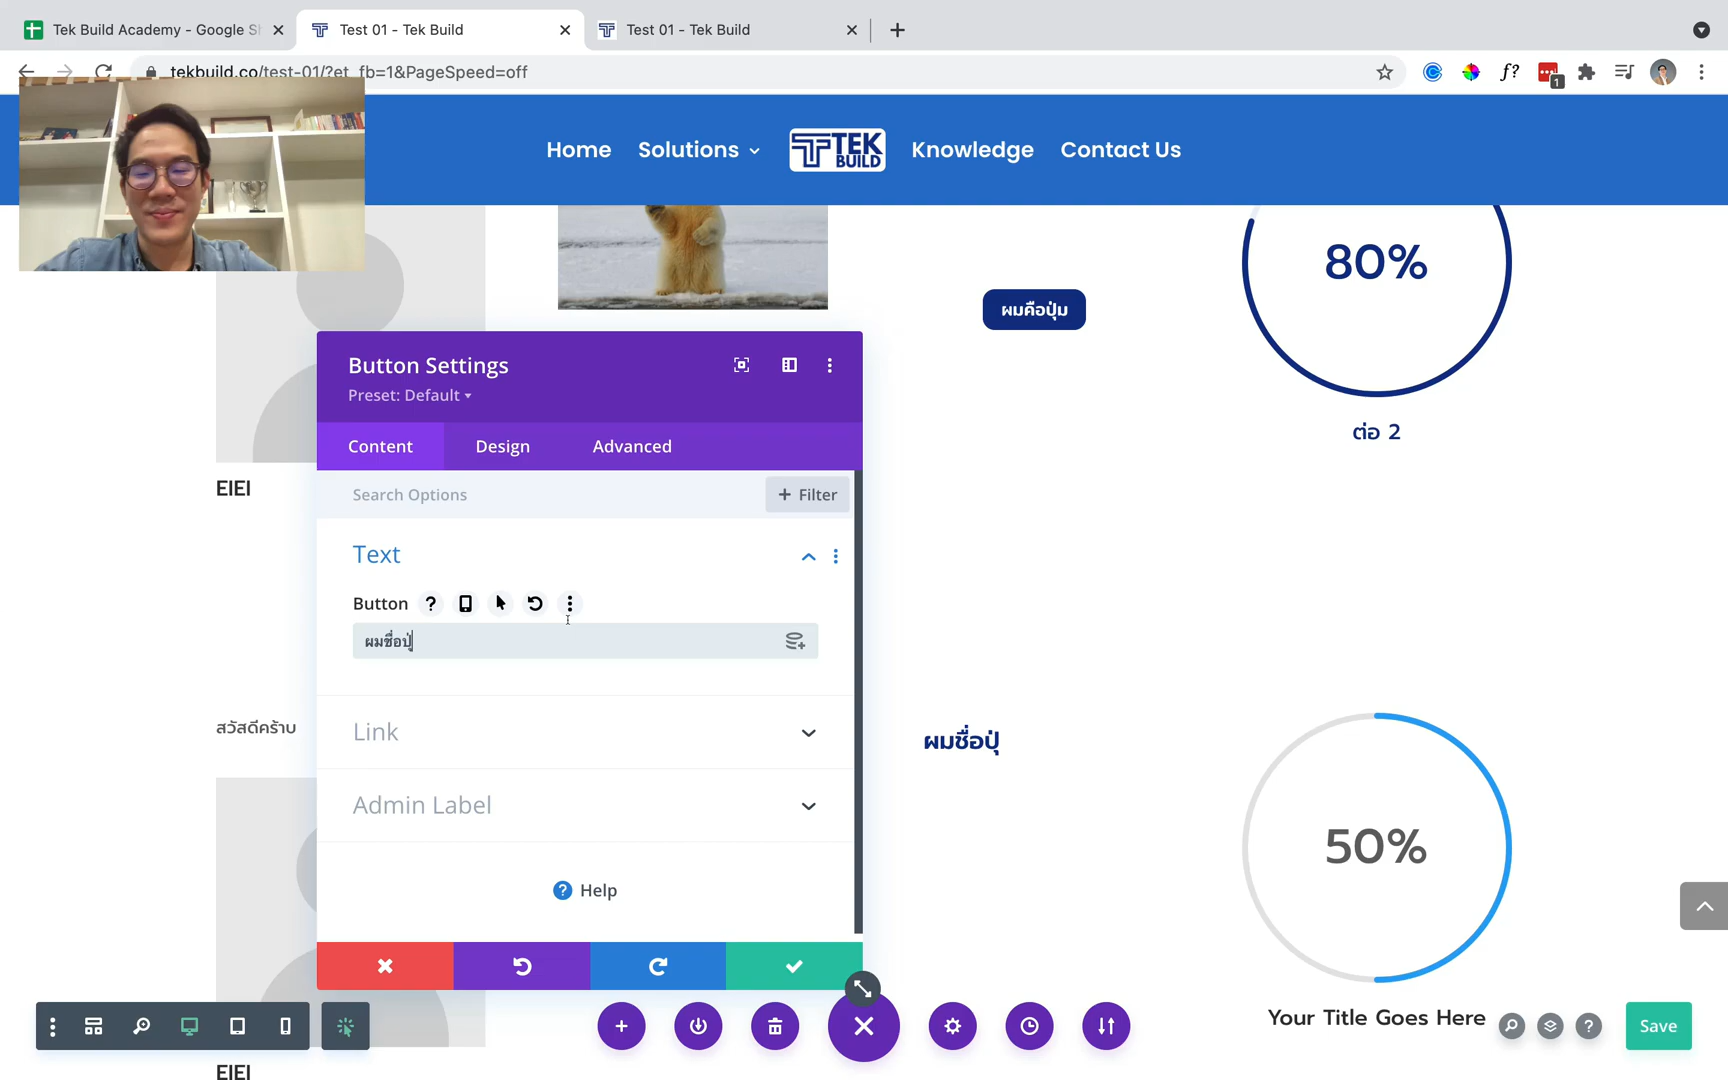 Tek Build Academy - Google Sh
Test 01 - Tek Build
Test 01 - Tek Build
tekbuild.co/test-01/?et_fb=1&PageSpeed=off
f?
1
Home
Solutions
TEK
BUILD
Knowledge
Contact Us
80%
ผมคือปุ่ม
ต่อ 2
Button Settings
Preset: Default
Content
Design
Advanced
Search Options
+ Filter
EIEI
Text
Button
?
ผมชื่อปุ่
Link
สวัสดีคร้าบ
ผมชื่อปุ่
Admin Label
50%
? Help
Your Title Goes Here
?
Save
EIEI